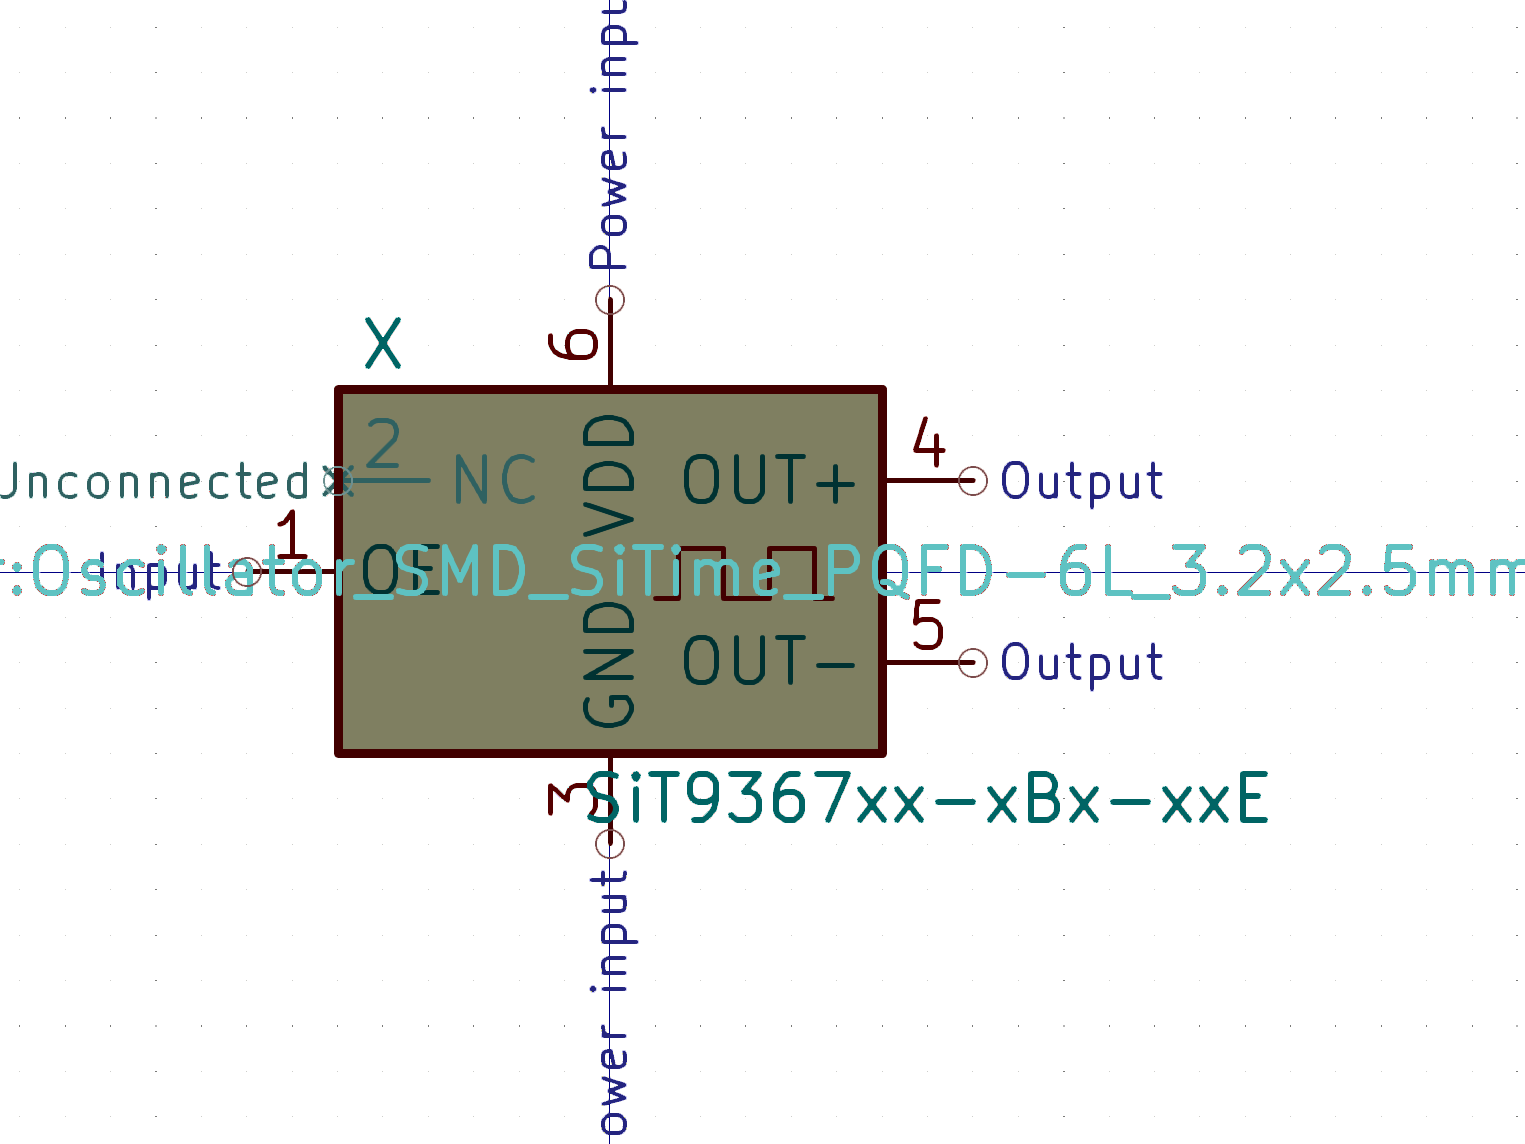 Power inpu
6
X
2
NC
VDD
OUT+
4
Output
1
Input
OE
:Oscillator_SMD_SiTime_PQFD-6L_3.2x2.5mm
GND
OUT-
5
Output
3
SiT9367xx-xBx-xxE
ower input